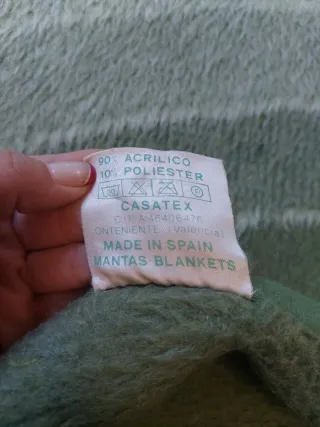 90% ACRILICO
10% POLIESTER
CASATEX
ONTENIENTE (Valencia)
MADE IN SPAIN
MANTAS BLANKETS